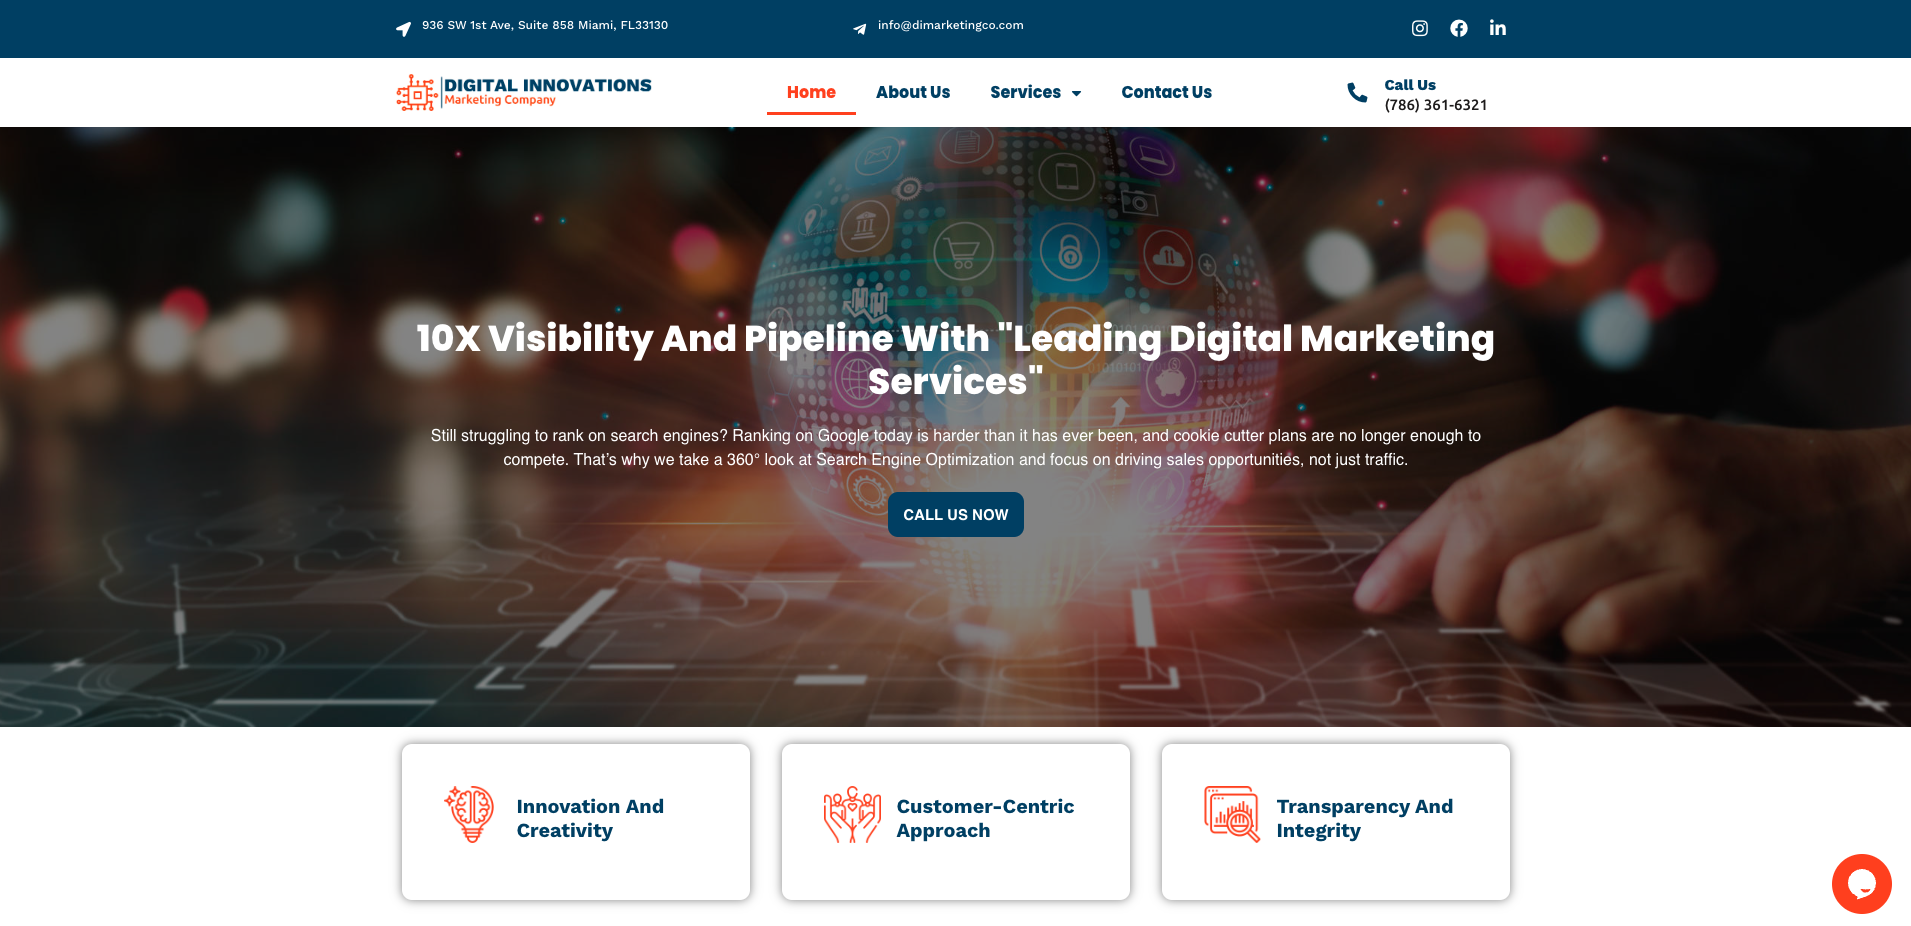 936 SW 1st Ave, Suite 858 Miami, FL33130
info@dimarketingco.com
DIGITAL INNOVATIONS
Marketing Company
Home
About Us
Services
Contact Us
Call Us
(786) 361-6321
10X Visibility And Pipeline With "Leading Digital Marketing
Services"
Still struggling to rank on search engines? Ranking on Google today is harder than it has ever been, and cookie cutter plans are no longer enough to
compete. That’s why we take a 360° look at Search Engine Optimization and focus on driving sales opportunities, not just traffic.
CALL US NOW
Innovation And
Creativity
Customer-Centric
Approach
Transparency And
Integrity